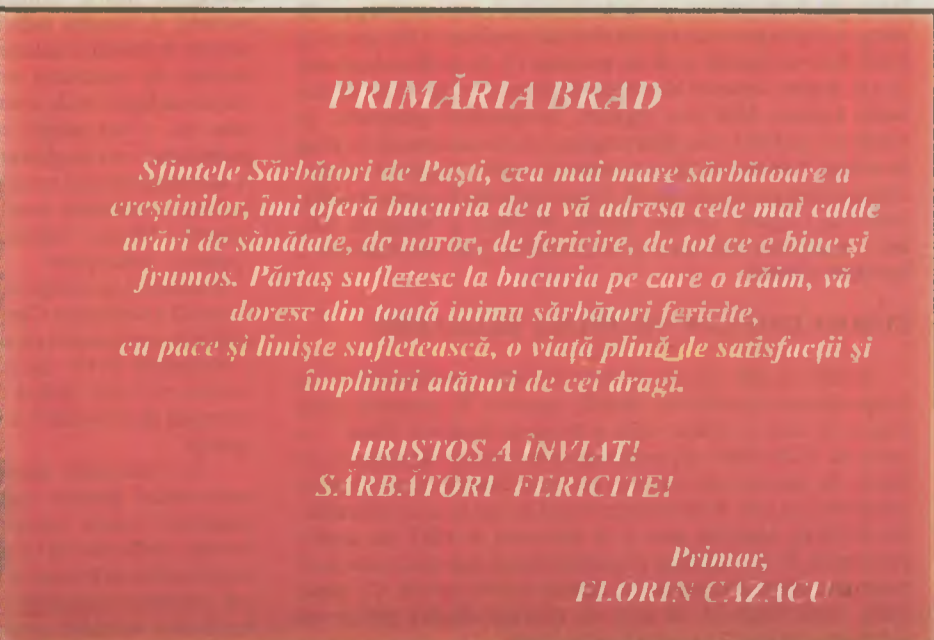 PRIMĂRIA BRAD
Sfintele Sărbători de Paşti, cea mai mare sărbătoare a
creştinilor, îmi oferă bucuria de a vă adresa cele mai calde
urări de sănătate, de noroc, de fericire, de tot ce e bine şi
frumos. Părtaş sufletesc la bucuria pe care o trăim, vă
doresc din toată inima sărbători fericite,
cu pace şi linişte sufletească, o viaţă plină de satisfacţii şi
împliniri alături de cei dragi.
HRISTOS A ÎNVIAT!
SĂRBĂTORI FERICITE!
Primar,
FLORIN CAZACU